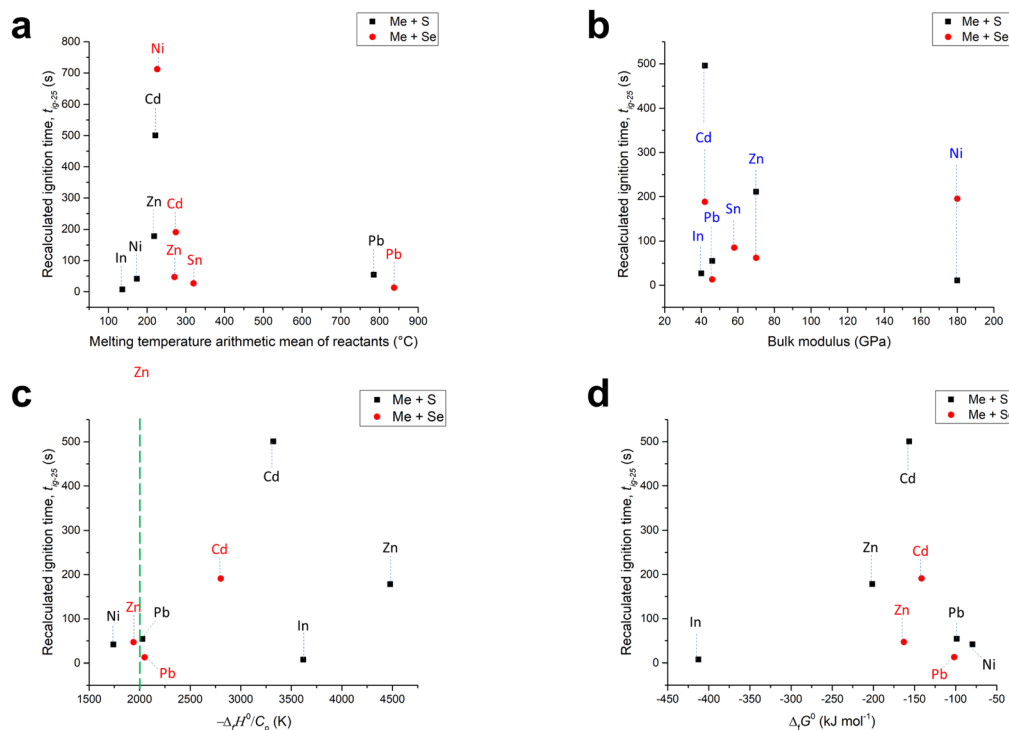 a
Me + S
Me + Se
800
700
600
500
400
300
200
100
0
Recalculated ignition time, tig-25 (s)
Ni
Cd
Zn
Cd
In
Ni
Zn
Sn
Pb
Pb
100 200 300 400 500 600 700 800 900
Melting temperature arithmetic mean of reactants (°C)
b
Me + S
Me + Se
500
400
300
200
100
0
Recalculated ignition time, tig-25 (s)
Cd
Zn
Ni
Pb
Sn
In
20 40 60 80 100 120 140 160 180 200
Bulk modulus (GPa)
Zn
c
Me + S
Me + Se
500
400
300
200
100
0
Recalculated ignition time, tig-25 (s)
Cd
Cd
Zn
Ni
Zn
Pb
In
Pb
1500 2000 2500 3000 3500 4000 4500
−ΔfH⁰/Cp (K)
d
Me + S
Me + Se
500
400
300
200
100
0
Recalculated ignition time, tig-25 (s)
Cd
Zn
Cd
In
Zn
Pb
Pb
Ni
-450 -400 -350 -300 -250 -200 -150 -100 -50
ΔfG⁰ (kJ mol⁻¹)